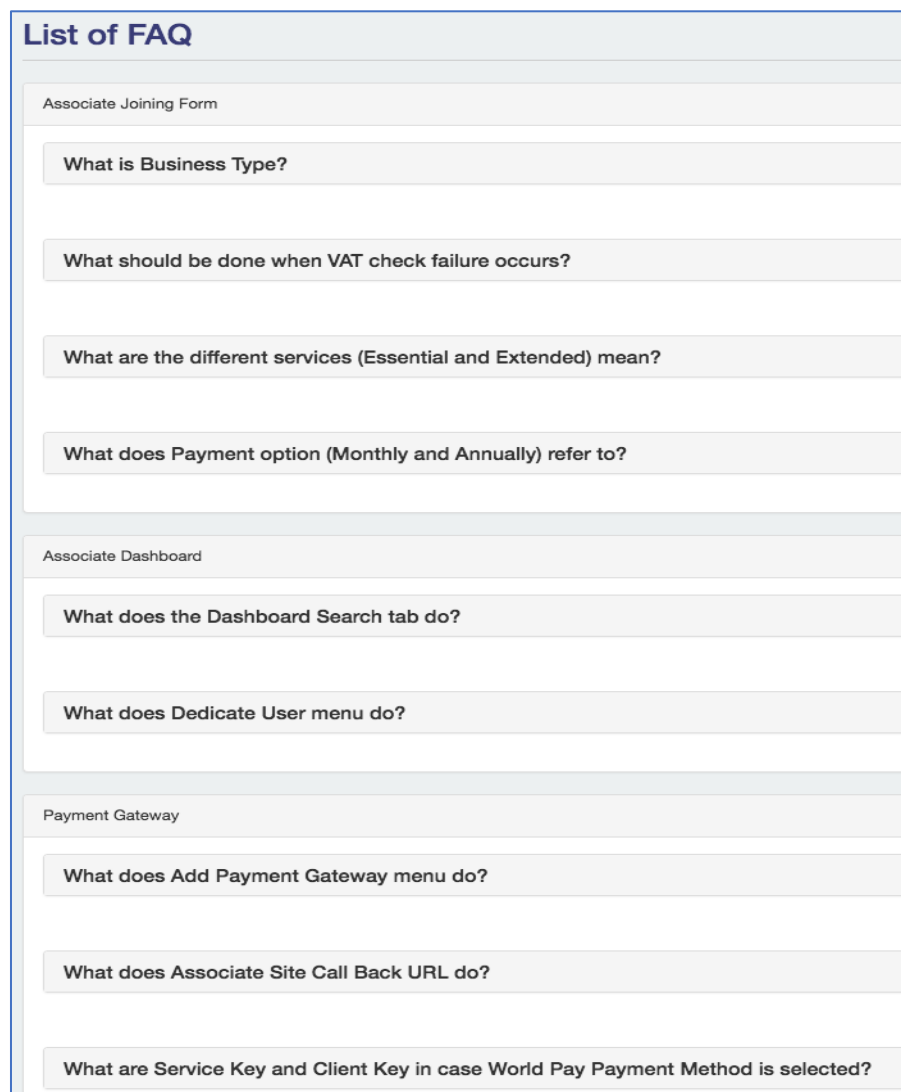 List of FAQ
Associate Joining Form
What is Business Type?
What should be done when VAT check failure occurs?
What are the different services (Essential and Extended) mean?
What does Payment option (Monthly and Annually) refer to?
Associate Dashboard
What does the Dashboard Search tab do?
What does Dedicate User menu do?
Payment Gateway
What does Add Payment Gateway menu do?
What does Associate Site Call Back URL do?
What are Service Key and Client Key in case World Pay Payment Method is selected?